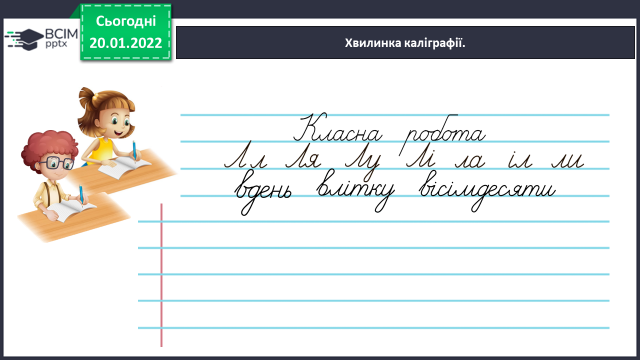 ВСІМ
pptx
Сьогодні
20.01.2022
Хвилинка каліграфії.
Класна робота
Лл Ля Лу Лі ла іл ли
вдень влітку вісімдесяти